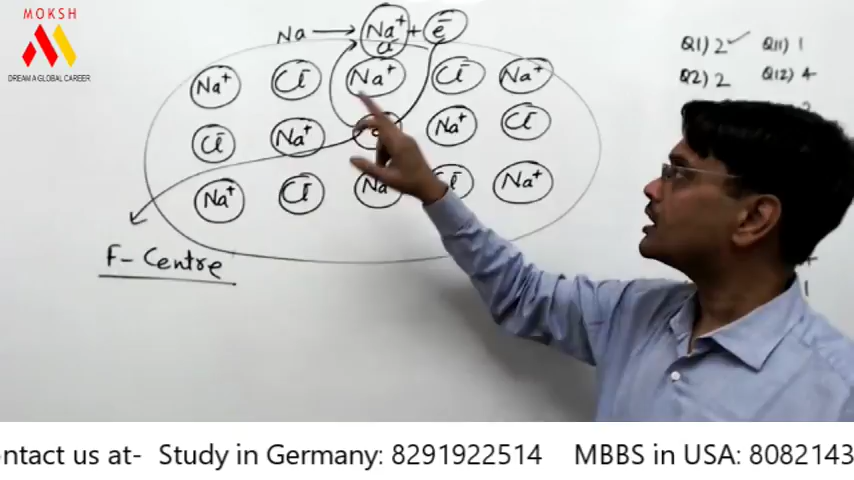 MOKSH
DREAM A GLOBAL CAREER
Na → Na⁺ + e⁻
Cl⁻
Na⁺ Cl⁻ Na⁺ Cl⁻ Na⁺
Cl⁻ Na⁺ e⁻ Na⁺ Cl⁻
Na⁺ Cl⁻ Na Cl⁻ Na⁺
F- Centre
Q1) 2 ✓ Q11) 1
Q2) 2 Q12) 4
ontact us at- Study in Germany: 8291922514 MBBS in USA: 8082143